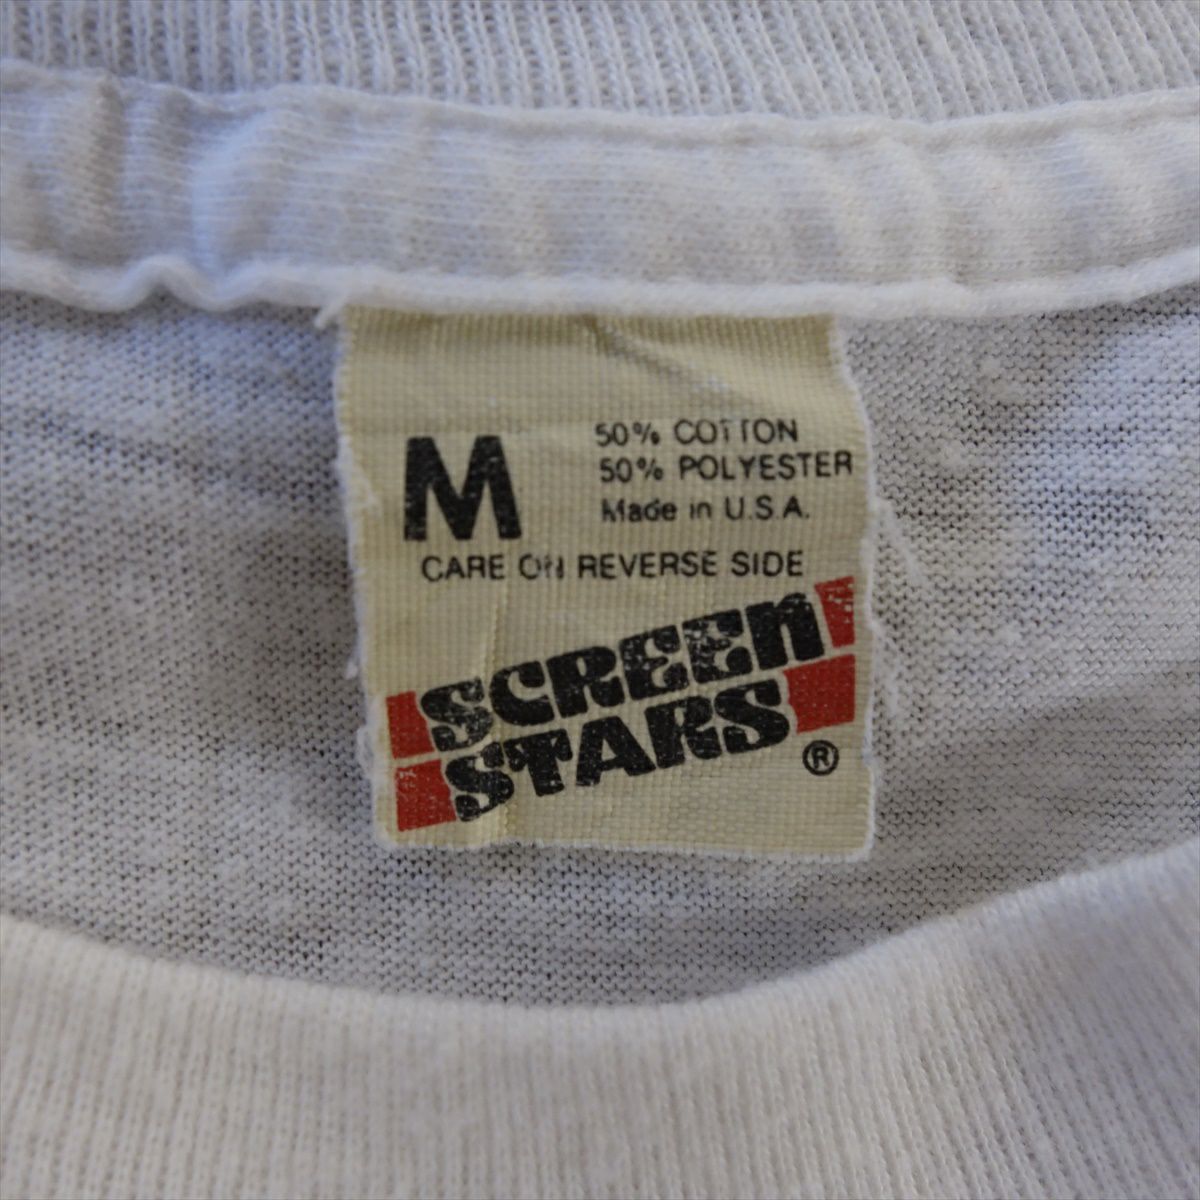 M
50% COTTON
50% POLYESTER
Made in U.S.A.
CARE ON REVERSE SIDE
SCREEN
STARS
®